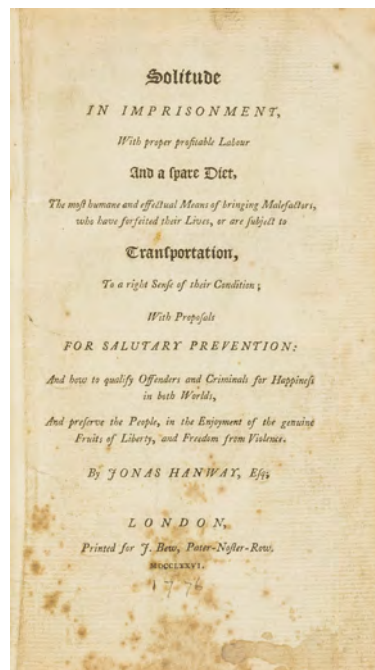 Solitude
IN IMPRISONMENT,
With proper profitable Labour
And a ſpare Diet,
The moſt humane and effectual Means of bringing Malefactors,
who have forfeited their Lives, or are ſubject to
Tranſportation,
To a right Senſe of their Condition;
With Propoſals
FOR SALUTARY PREVENTION:
And how to qualify Offenders and Criminals for Happineſs
in both Worlds,
And preſerve the People, in the Enjoyment of the genuine
Fruits of Liberty, and Freedom from Violence.
By JONAS HANWAY, Eſq;
LONDON,
Printed for J. Bew, Pater-Noſter-Row.
MDCCLXXVI.
1776